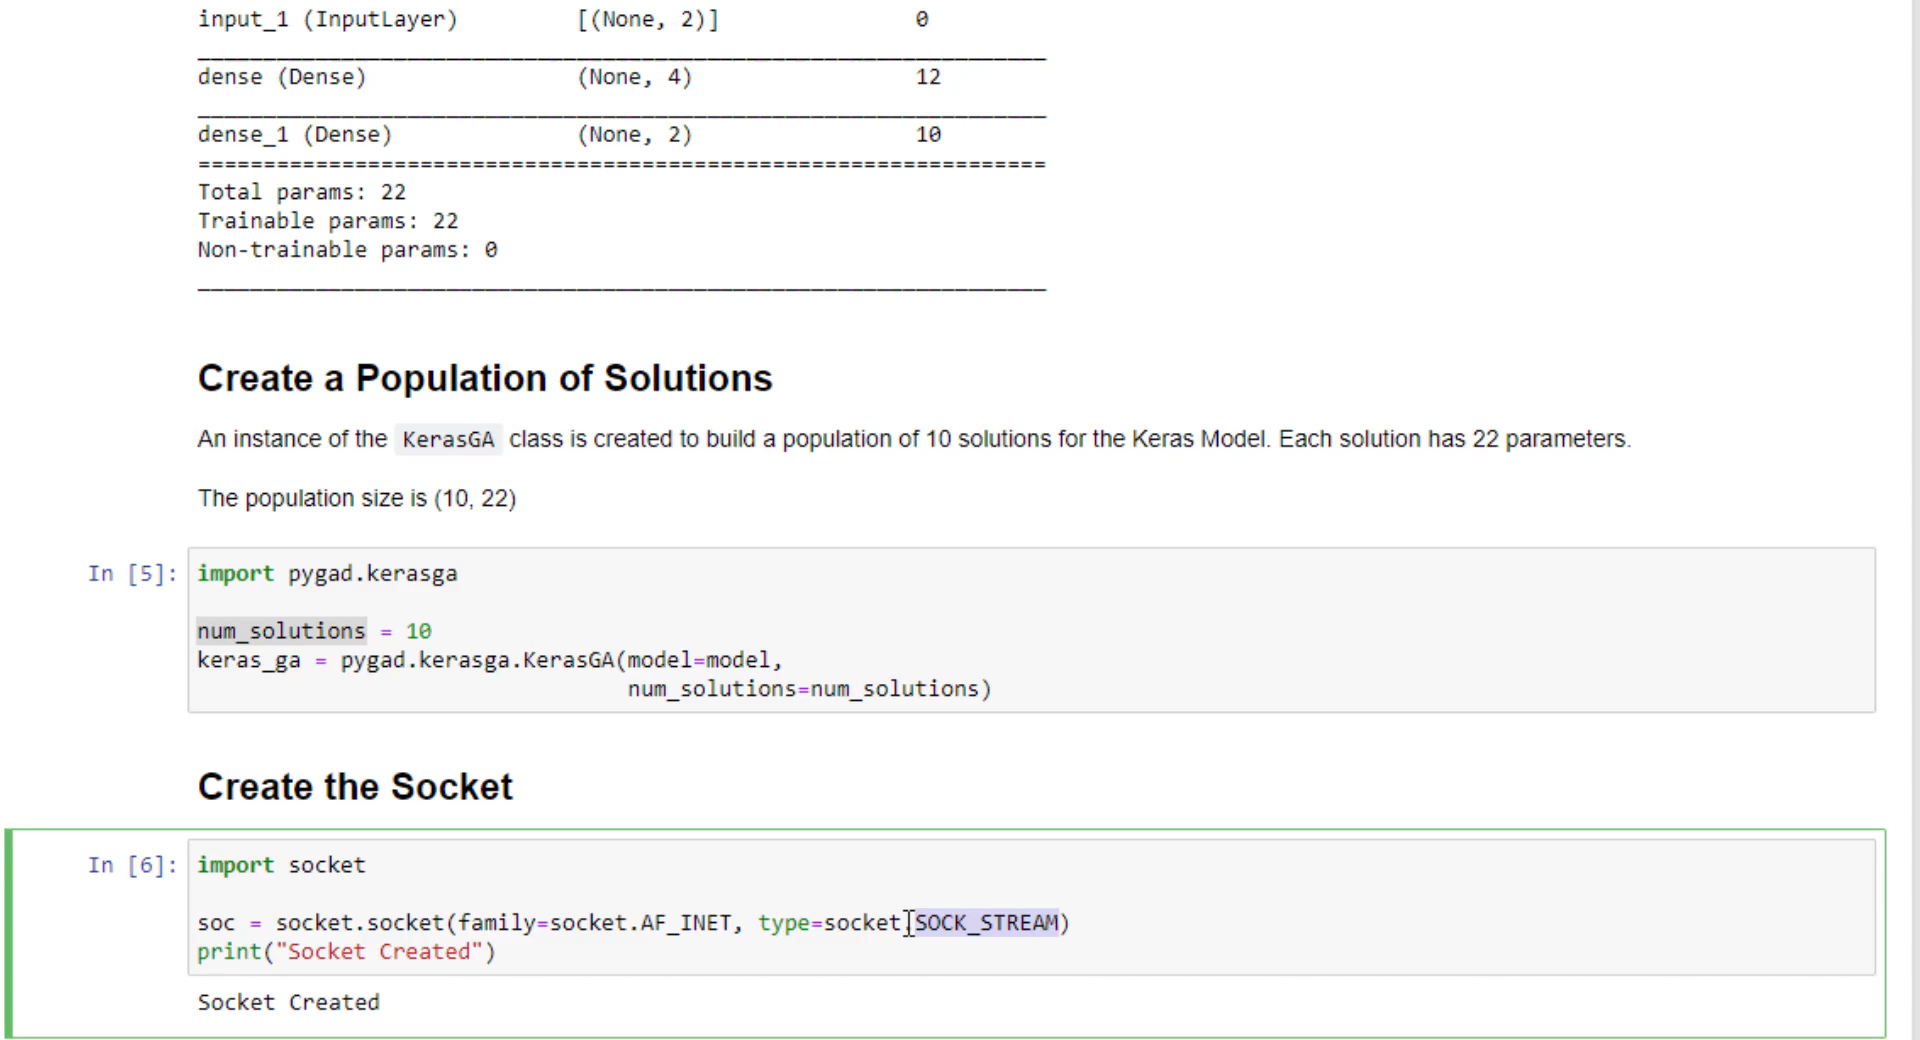 input_1 (InputLayer) [(None, 2)] 0
dense (Dense) (None, 4) 12
dense_1 (Dense) (None, 2) 10
=================================================================
Total params: 22
Trainable params: 22
Non-trainable params: 0
Create a Population of Solutions
An instance of the KerasGA class is created to build a population of 10 solutions for the Keras Model. Each solution has 22 parameters.
The population size is (10, 22)
In [5]: import pygad.kerasga
num_solutions = 10
keras_ga = pygad.kerasga.KerasGA(model=model,
num_solutions=num_solutions)
Create the Socket
In [6]: import socket
soc = socket.socket(family=socket.AF_INET, type=socket.SOCK_STREAM)
print("Socket Created")
Socket Created